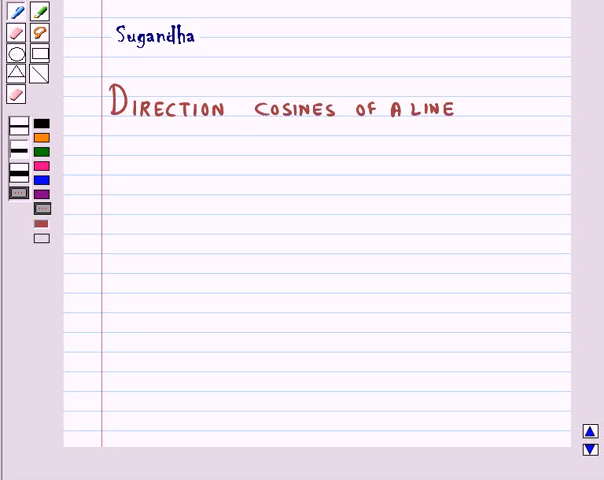 Sugandha
DIRECTION COSINES OF A LINE